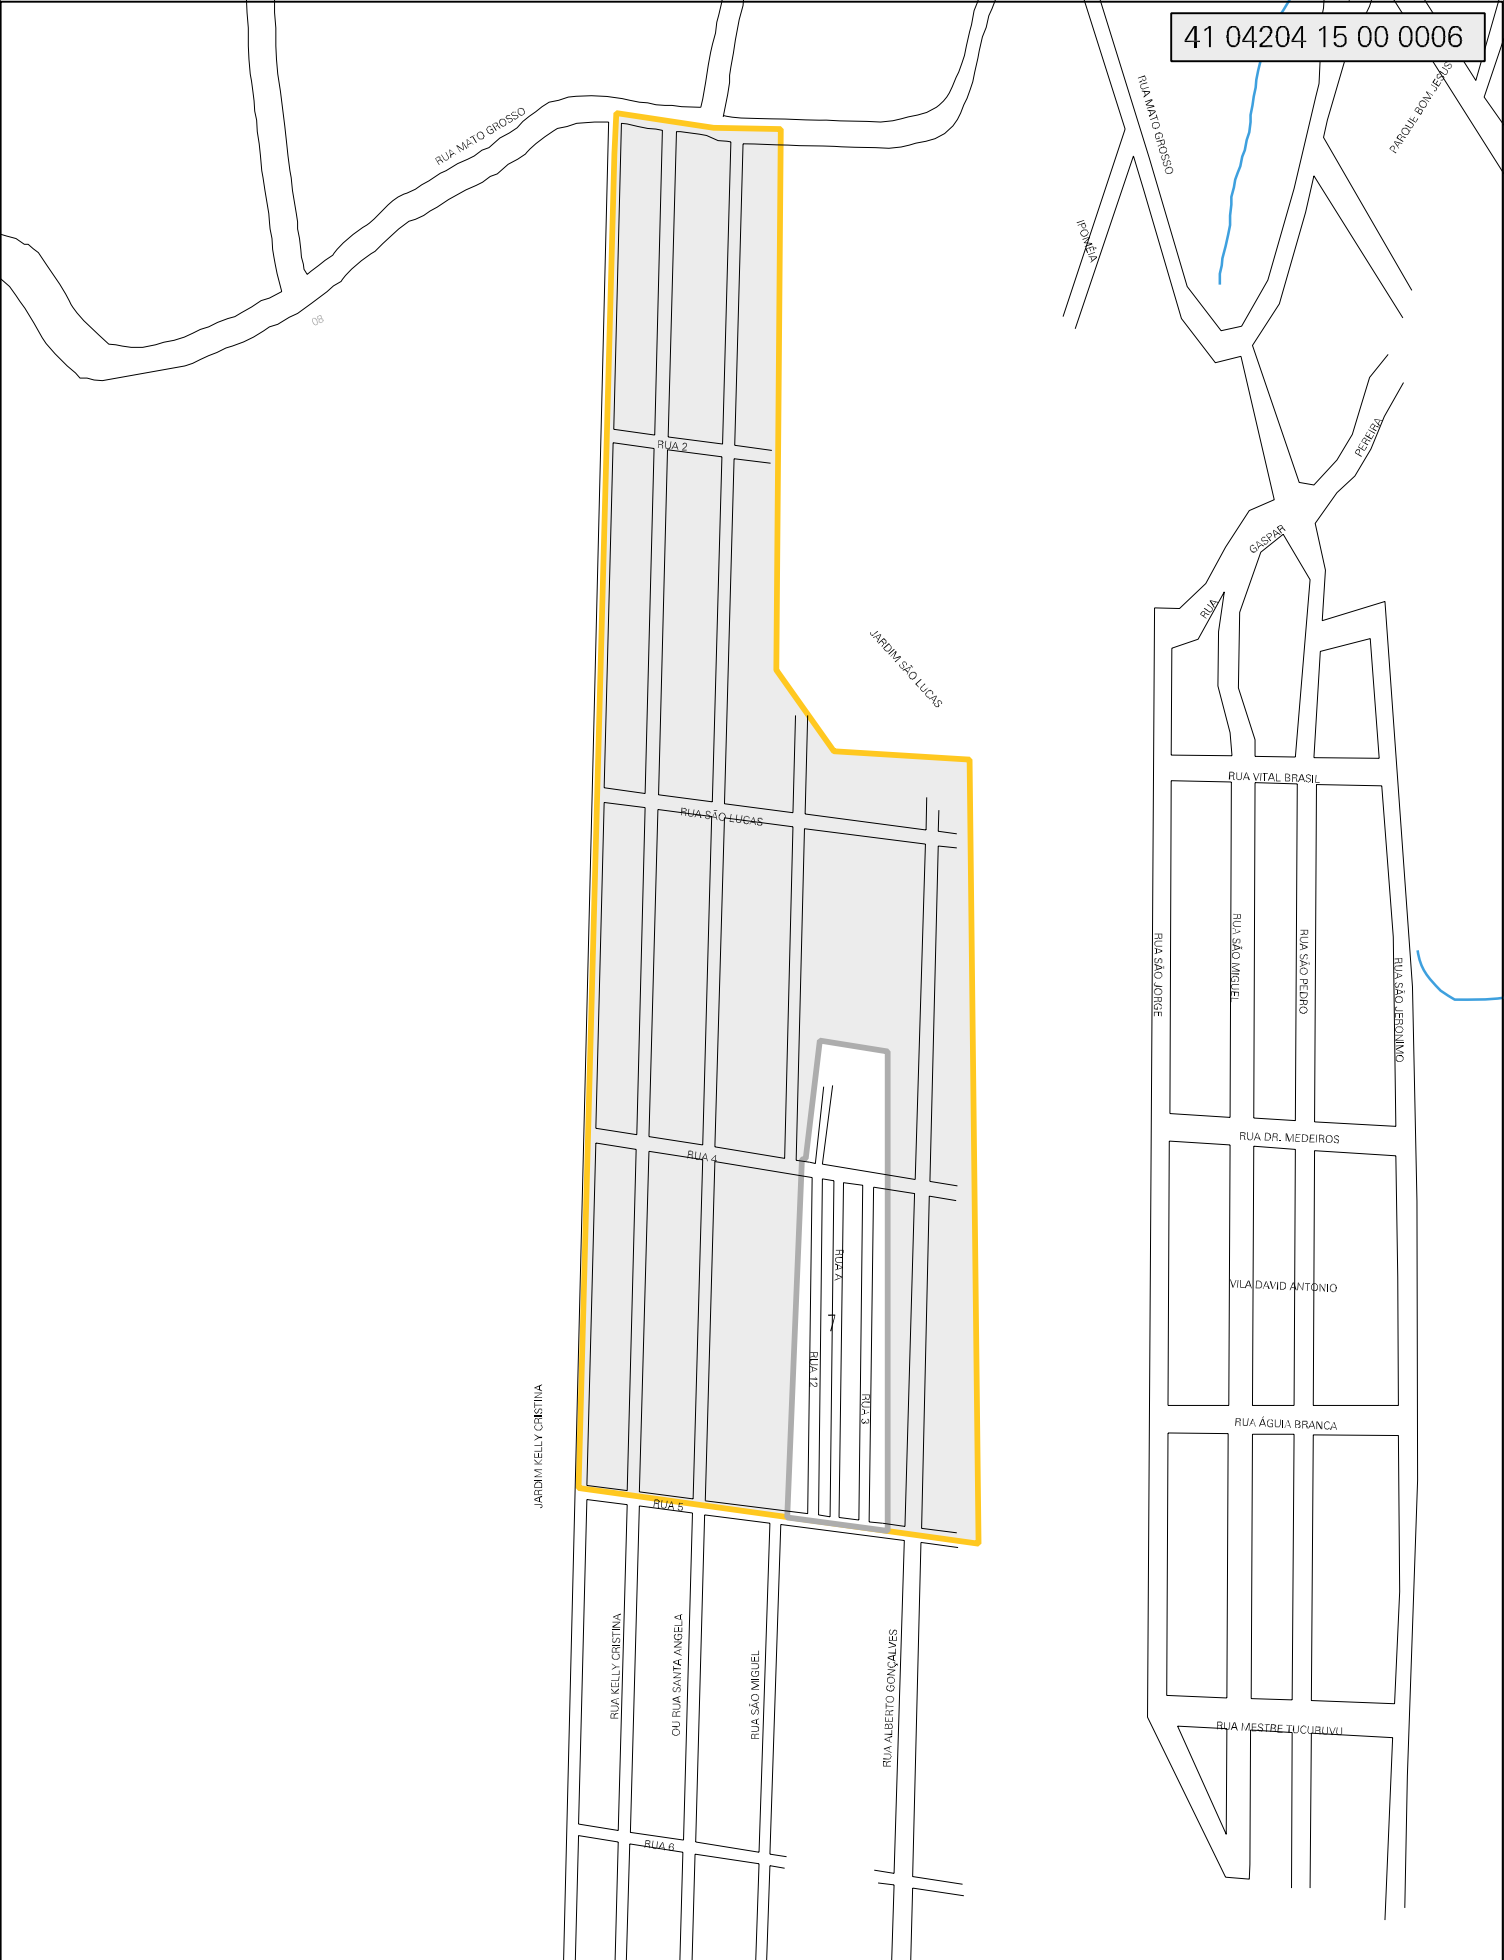 41 04204 15 00 0006
RUA MATO GROSSO
RUA MATO GROSSO
PARQUE BOM JESUS
IPOMÉIA
08
RUA 2
PEREIRA
GASPAR
RUA
JARDIM SÃO LUCAS
RUA VITAL BRASIL
RUA SÃO LUCAS
RUA SÃO JORGE
RUA SÃO MIGUEL
RUA SÃO PEDRO
RUA SÃO JERONIMO
RUA DR. MEDEIROS
RUA 4
RUA A
VILA DAVID ANTONIO
7
RUA 12
RUA 3
RUA ÁGUIA BRANCA
JARDIM KELLY CRISTINA
RUA 5
RUA KELLY CRISTINA
OU RUA SANTA ANGELA
RUA SÃO MIGUEL
RUA ALBERTO GONÇALVES
RUA MESTRE TUCURUVU
RUA 6